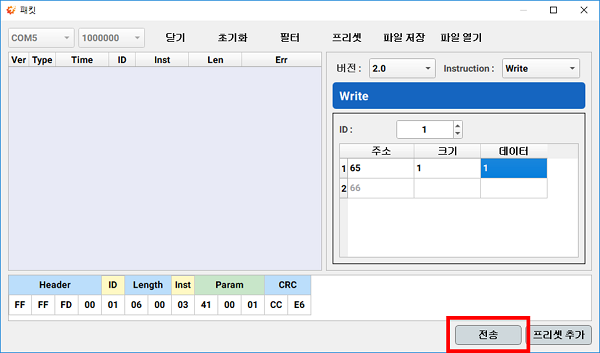 패킷
COM5 1000000 닫기 초기화 필터 프리셋 파일 저장 파일 열기
Ver Type Time ID Inst Len Err
버전 : 2.0 Instruction : Write
Write
ID : 1
주소 크기 데이터
1 65 1 1
2 66
Header ID Length Inst Param CRC
FF FF FD 00 01 06 00 03 41 00 01 CC E6
전송 프리셋 추가